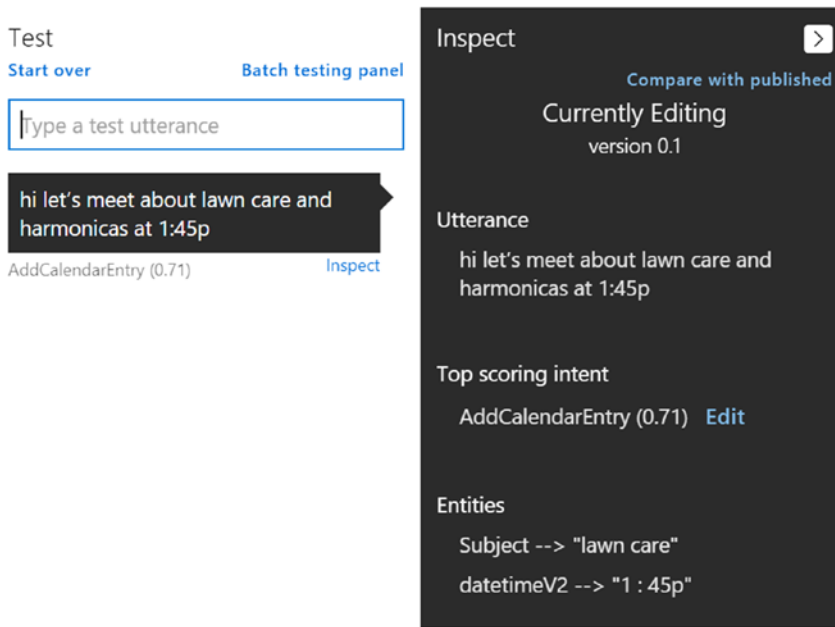 Test
Start over
Batch testing panel
Type a test utterance
hi let's meet about lawn care and
harmonicas at 1:45p
AddCalendarEntry (0.71)
Inspect
Inspect
Compare with published
Currently Editing
version 0.1
Utterance
hi let's meet about lawn care and
harmonicas at 1:45p
Top scoring intent
AddCalendarEntry (0.71) Edit
Entities
Subject --> "lawn care"
datetimeV2 --> "1 : 45p"